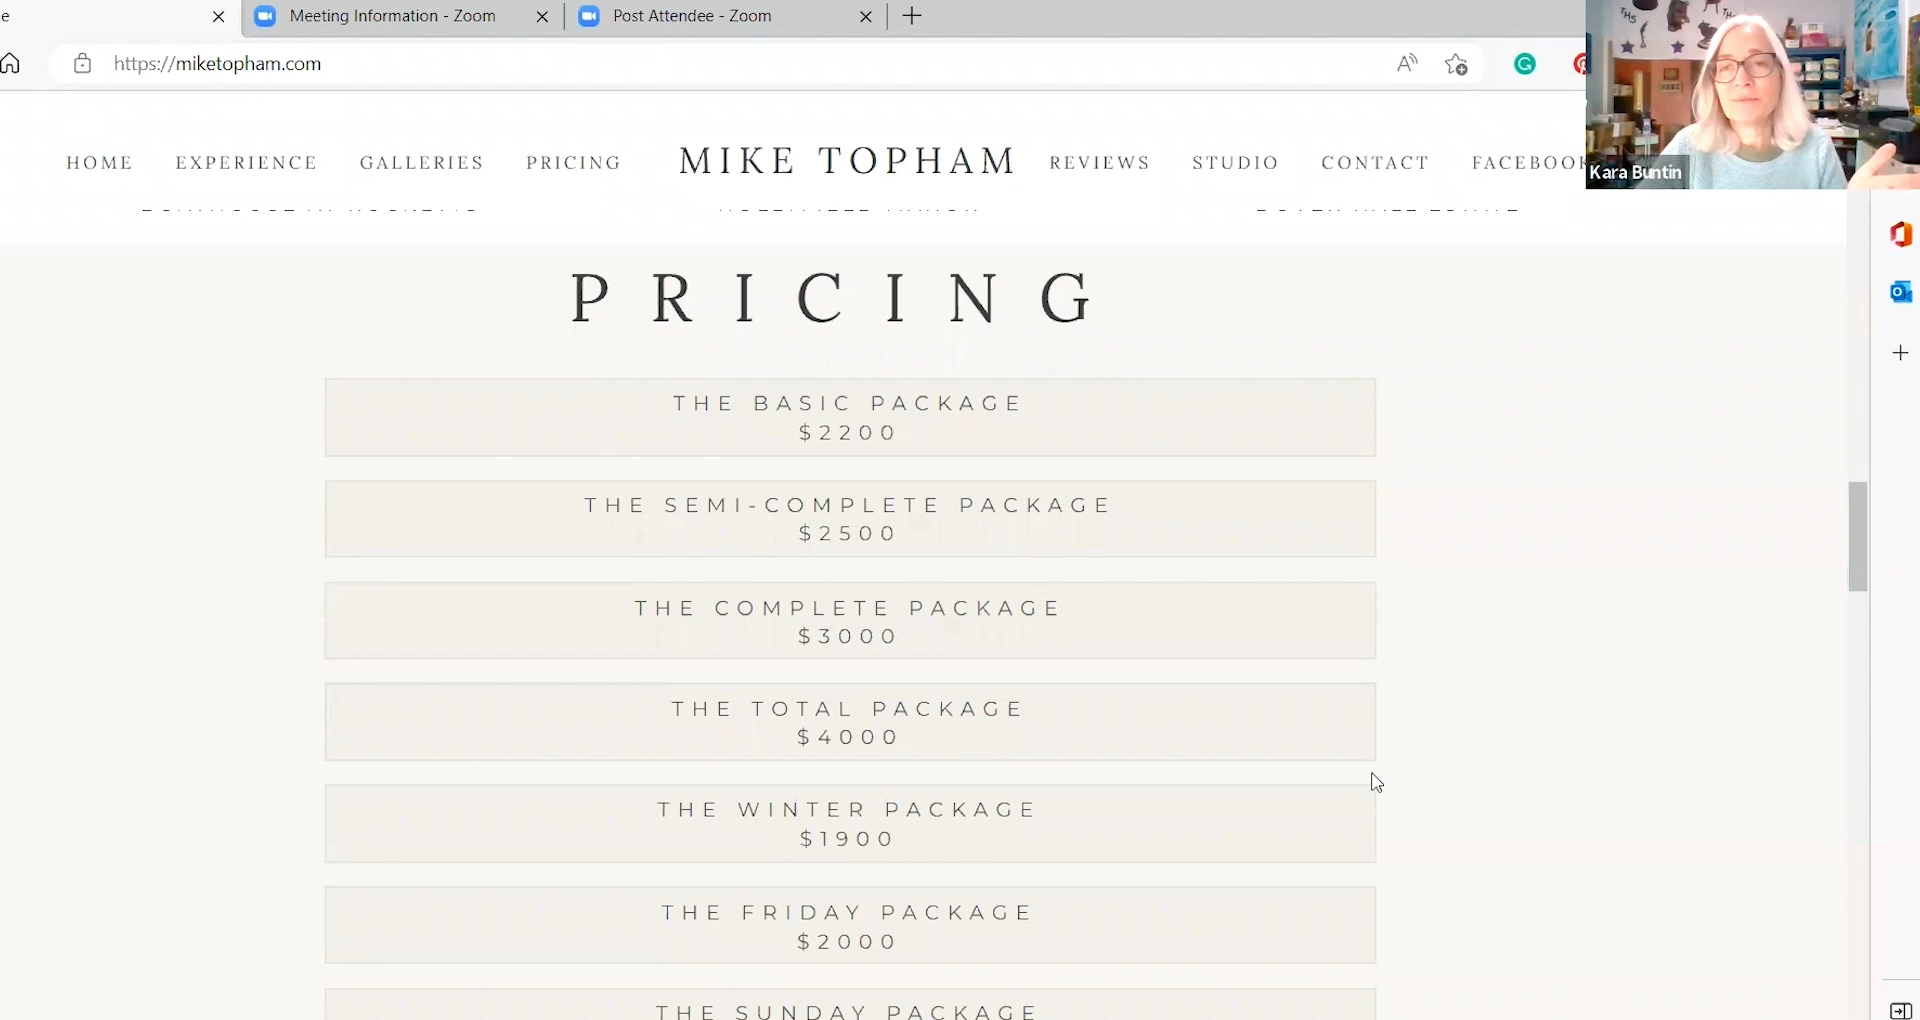 Meeting Information - Zoom
Post Attendee - Zoom
https://miketopham.com
HOME
EXPERIENCE
GALLERIES
PRICING
MIKE TOPHAM
REVIEWS
STUDIO
CONTACT
FACEBOOK
Kara Buntin
PRICING
THE BASIC PACKAGE
$2200
THE SEMI-COMPLETE PACKAGE
$2500
THE COMPLETE PACKAGE
$3000
THE TOTAL PACKAGE
$4000
THE WINTER PACKAGE
$1900
THE FRIDAY PACKAGE
$2000
THE SUNDAY PACKAGE